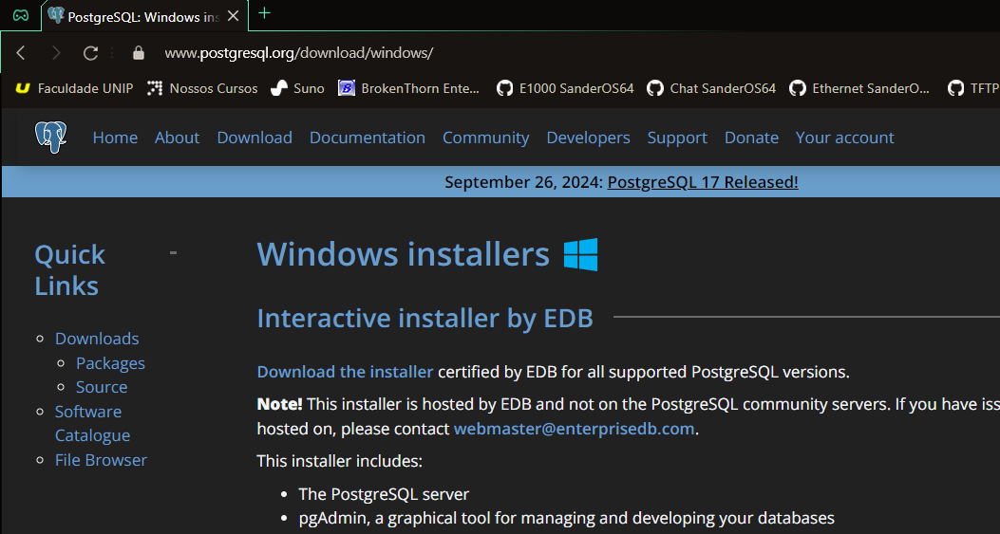 PostgreSQL: Windows ins
www.postgresql.org/download/windows/
Faculdade UNIP Nossos Cursos Suno BrokenThorn Ente... E1000 SanderOS64 Chat SanderOS64 Ethernet SanderO... TFTP
Home About Download Documentation Community Developers Support Donate Your account
September 26, 2024: PostgreSQL 17 Released!
Quick
Links
Downloads
Packages
Source
Software
Catalogue
File Browser
Windows installers
Interactive installer by EDB
Download the installer certified by EDB for all supported PostgreSQL versions.
Note! This installer is hosted by EDB and not on the PostgreSQL community servers. If you have iss
hosted on, please contact webmaster@enterprisedb.com.
This installer includes:
The PostgreSQL server
pgAdmin, a graphical tool for managing and developing your databases